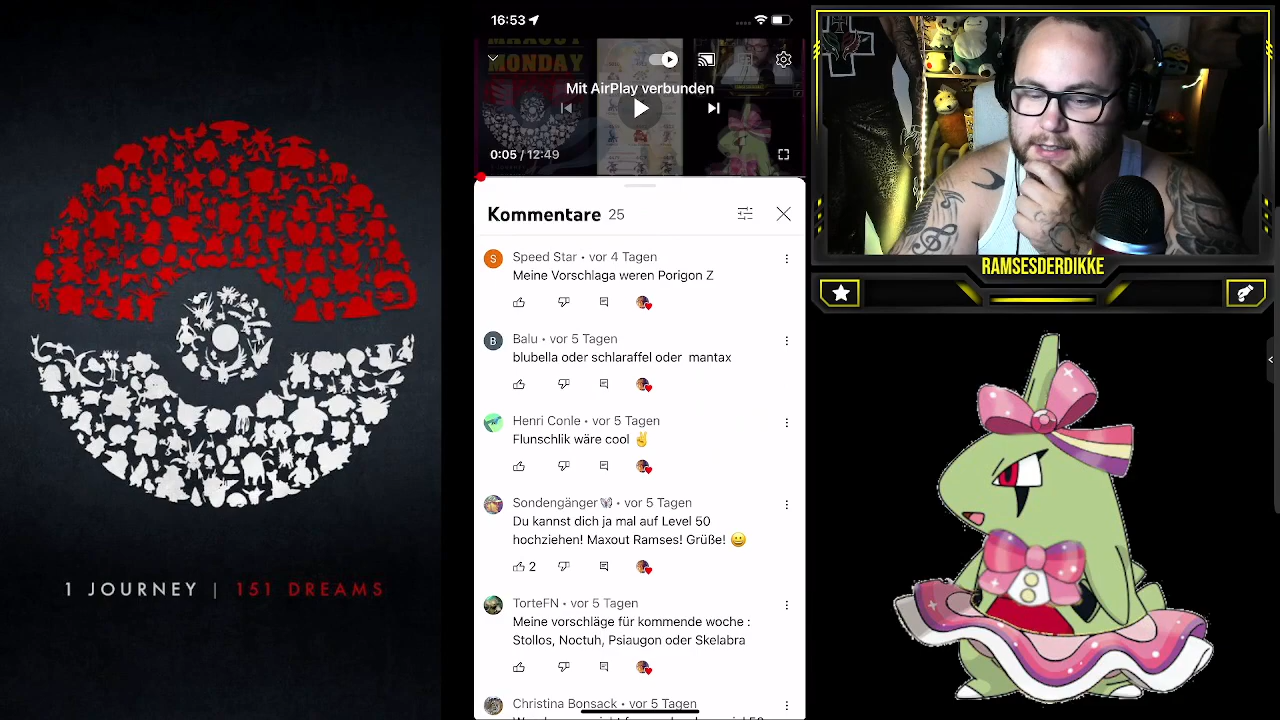 16:53
MAXOUT
MONDAY
Mit AirPlay verbunden
0:05 / 12:49
Kommentare 25
S
Speed Star • vor 4 Tagen
Meine Vorschlaga weren Porigon Z
B
Balu • vor 5 Tagen
blubella oder schlaraffel oder mantax
Henri Conle • vor 5 Tagen
Flunschlik wäre cool ✌️
Sondengänger • vor 5 Tagen
Du kannst dich ja mal auf Level 50
hochziehen! Maxout Ramses! Grüße! 😀
2
TorteFN • vor 5 Tagen
Meine vorschläge für kommende woche :
Stollos, Noctuh, Psiaugon oder Skelabra
Christina Bonsack • vor 5 Tagen
1 JOURNEY | 151 DREAMS
RAMSESDERDIKKE